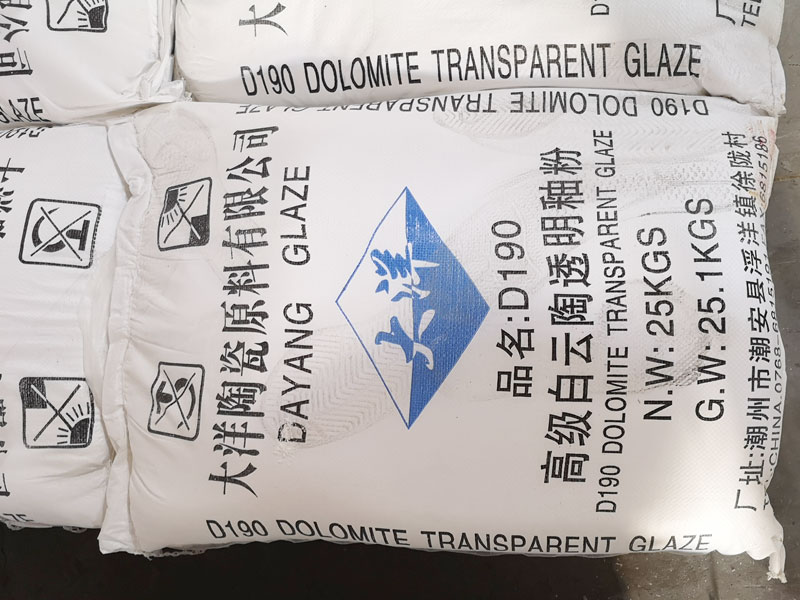 D190 DOLOMITE TRANSPARENT GLAZE
D190 DOLOMITE TRANSPARENT GLAZE
大洋陶瓷原料有限公司
DAYANG GLAZE
大洋
品名:D190
高级白云陶透明釉粉
D190 DOLOMITE TRANSPARENT GLAZE
N.W:25KGS
G.W:25.1KGS
厂址:潮州市潮安县浮洋镇徐陇村
D190 DOLOMITE TRANSPARENT GLAZE